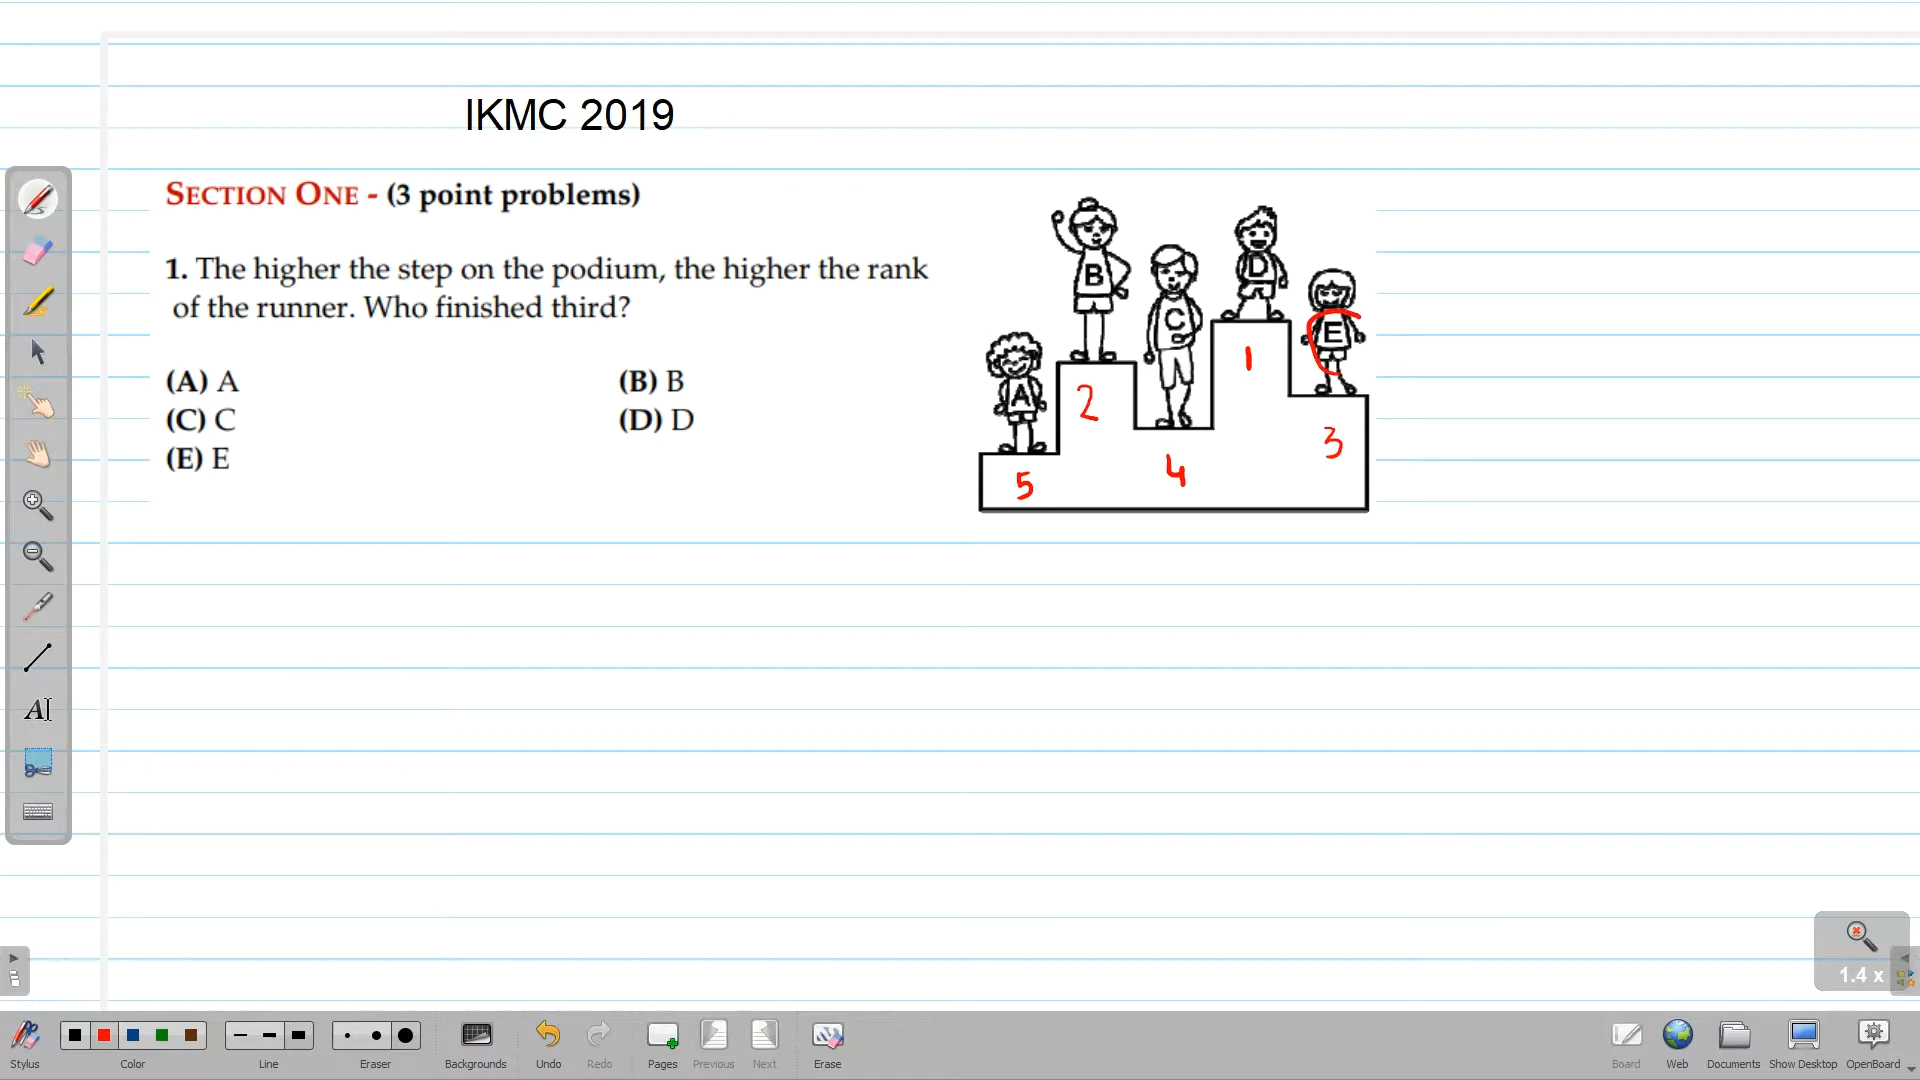 IKMC 2019
SECTION ONE - (3 point problems)
1. The higher the step on the podium, the higher the rank
of the runner. Who finished third?
(A) A
(B) B
(C) C
(D) D
(E) E
B
D
C
E
A
1
2
3
4
5
AI
1.4 x
Stylus
Color
Line
Eraser
Backgrounds
Undo
Redo
Pages
Previous
Next
Erase
Board
Web
Documents
Show Desktop
OpenBoard